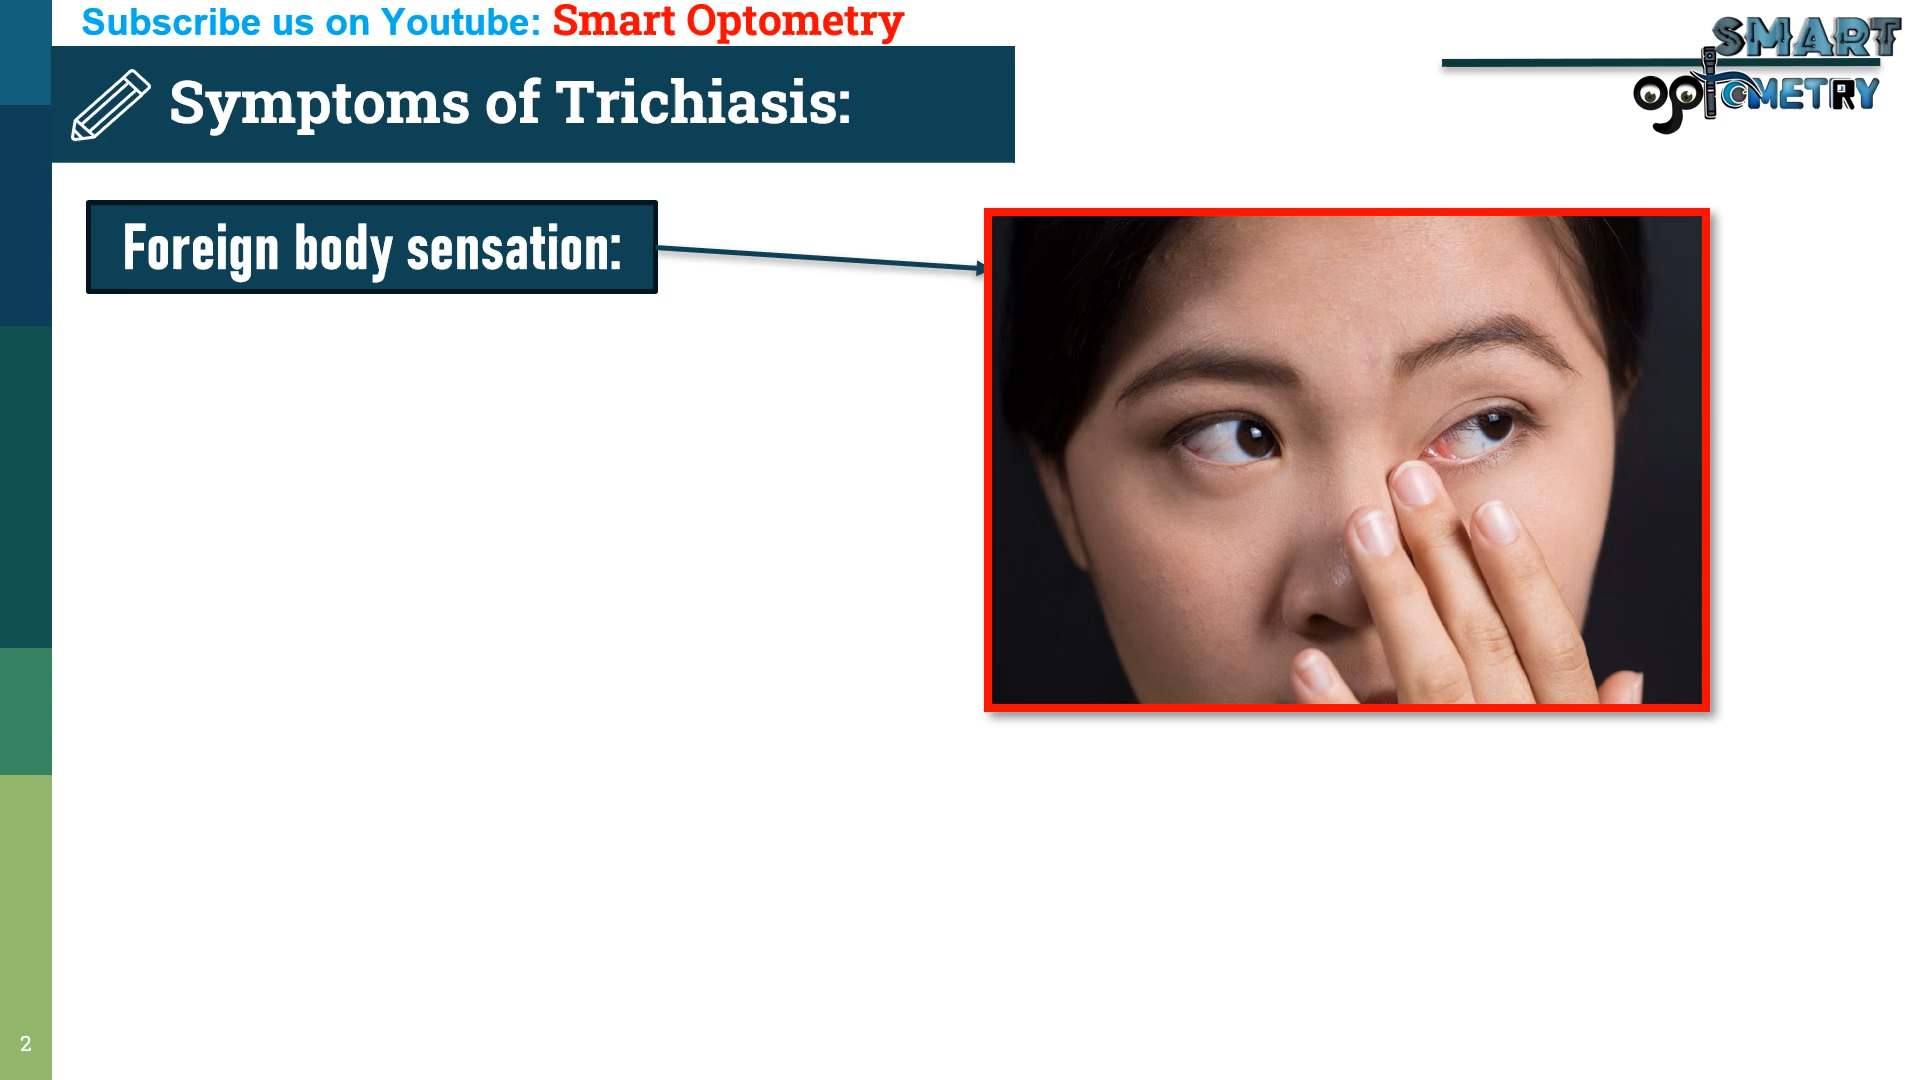 Subscribe us on Youtube: Smart Optometry
SMART
OPTOMETRY
Symptoms of Trichiasis:
Foreign body sensation:
2